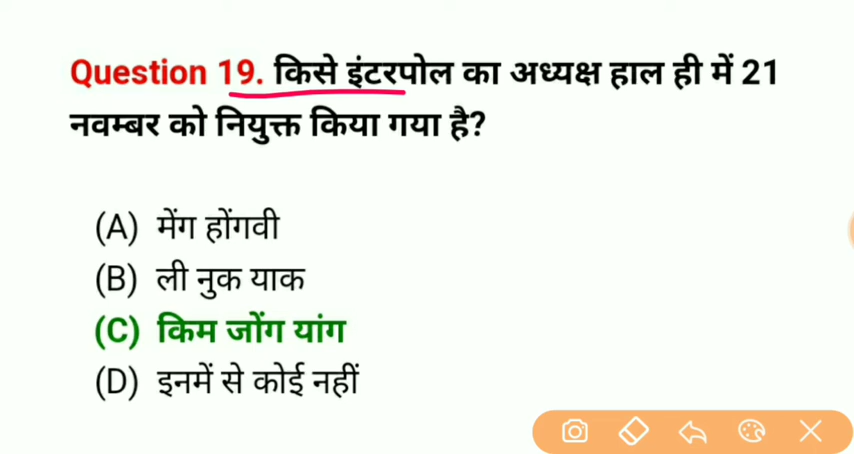 Question 19. किसे इंटरपोल का अध्यक्ष हाल ही में 21
नवम्बर को नियुक्त किया गया है?
(A) मेंग होंगवी
(B) ली नुक याक
(C) किम जोंग यांग
(D) इनमें से कोई नहीं